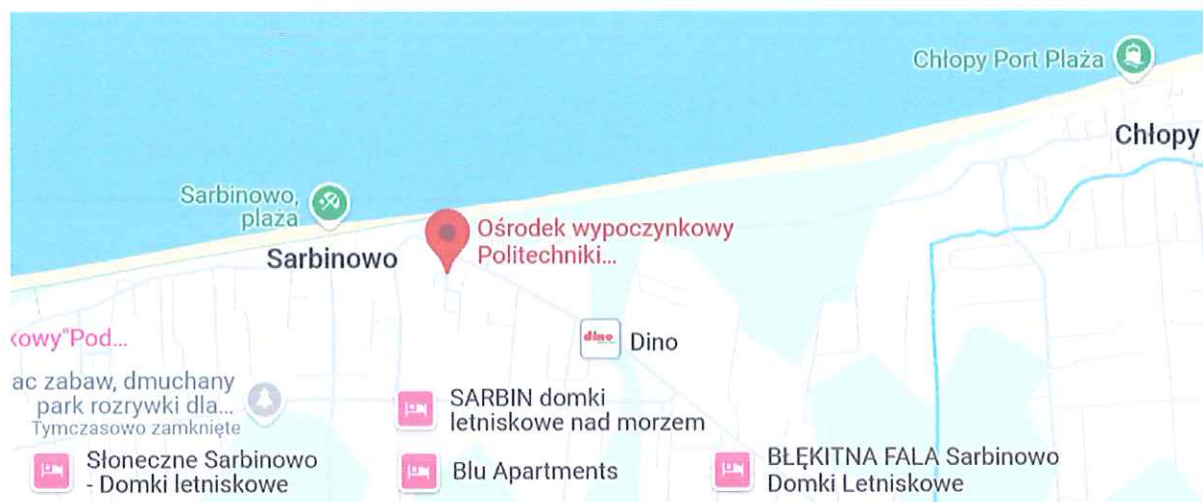 Chłopy Port Plaża
Chłopy
Sarbinowo,
plaża
Sarbinowo
Ośrodek wypoczynkowy
Politechniki...
kowy"Pod...
dino
Dino
ac zabaw, dmuchany
park rozrywki dla...
Tymczasowo zamknięte
SARBIN domki
letniskowe nad morzem
Słoneczne Sarbinowo
- Domki letniskowe
Blu Apartments
BŁĘKITNA FALA Sarbinowo
Domki Letniskowe